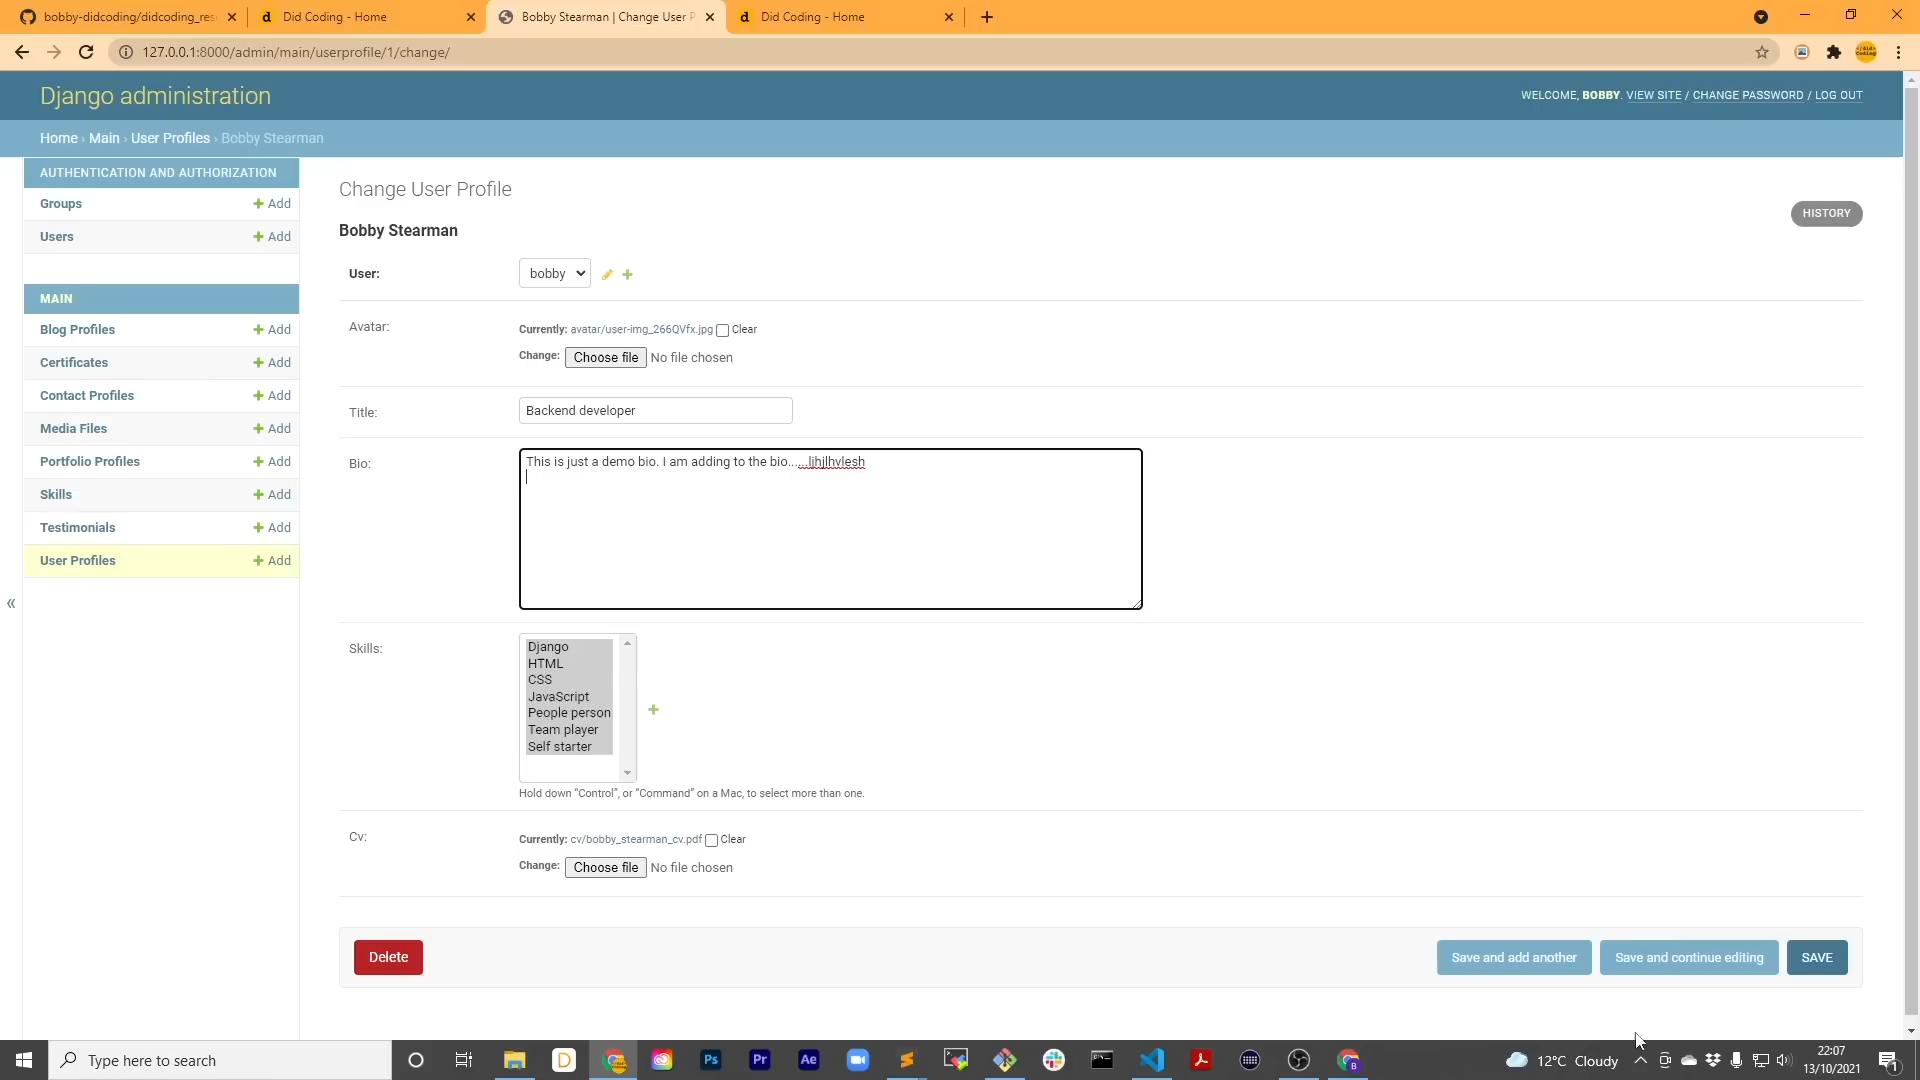 bobby-didcoding/didcoding_res
Did Coding - Home
Bobby Stearman | Change User P
Did Coding - Home
127.0.0.1:8000/admin/main/userprofile/1/change/
Django administration
WELCOME, BOBBY. VIEW SITE / CHANGE PASSWORD / LOG OUT
Home › Main › User Profiles › Bobby Stearman
AUTHENTICATION AND AUTHORIZATION
Groups + Add
Users + Add
MAIN
Blog Profiles + Add
Certificates + Add
Contact Profiles + Add
Media Files + Add
Portfolio Profiles + Add
Skills + Add
Testimonials + Add
User Profiles + Add
«
Change User Profile
HISTORY
Bobby Stearman
User: bobby
Avatar: Currently: avatar/user-img_266QVfx.jpg Clear
Change: Choose file No file chosen
Title: Backend developer
Bio: This is just a demo bio. I am adding to the bio......ljhjlhvlesh
Skills:
Django
HTML
CSS
JavaScript
People person
Team player
Self starter
Hold down “Control”, or “Command” on a Mac, to select more than one.
Cv: Currently: cv/bobby_stearman_cv.pdf Clear
Change: Choose file No file chosen
Delete
Save and add another
Save and continue editing
SAVE
Type here to search
D
Ps
Pr
Ae
12°C Cloudy
22:07
13/10/2021
1